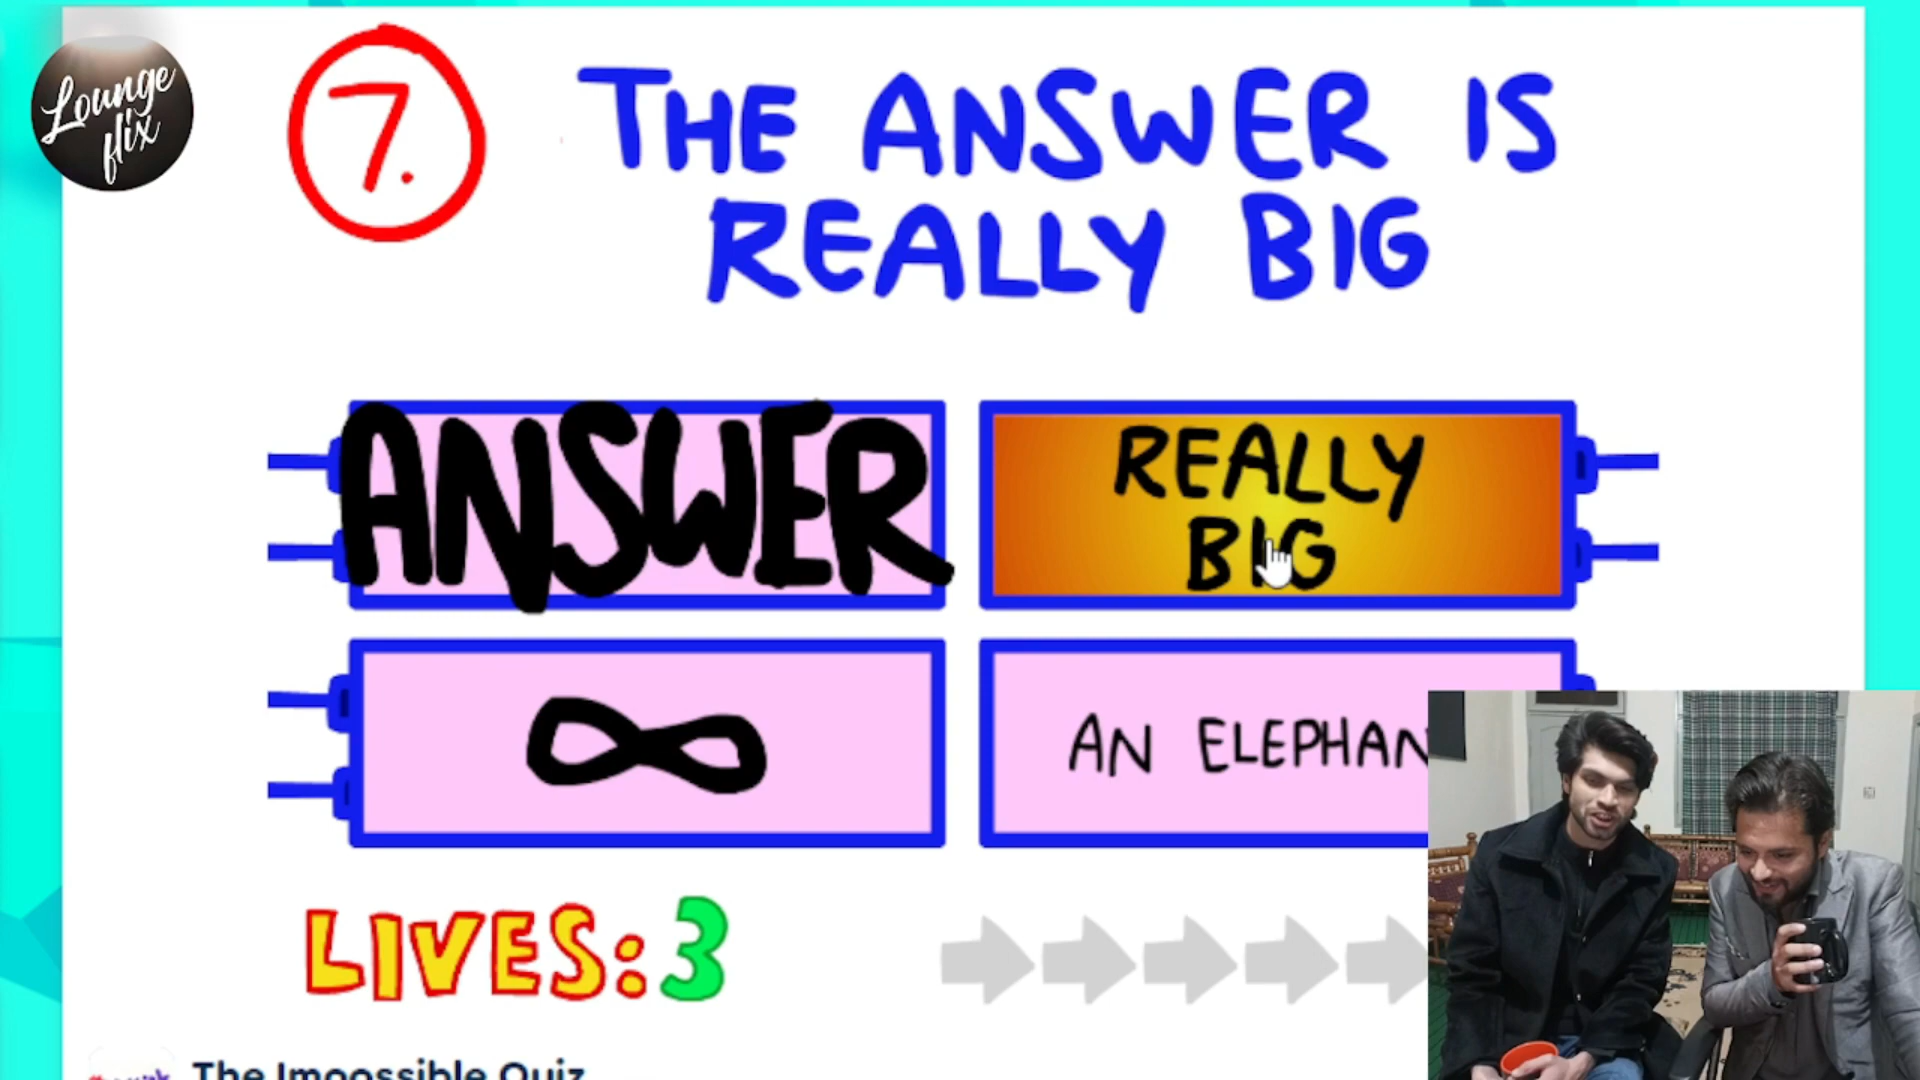 Lounge
flix
7.
THE ANSWER IS
REALLY BIG
ANSWER
REALLY
BIG
∞
AN ELEPHAN
LIVES: 3
The Impossible Quiz